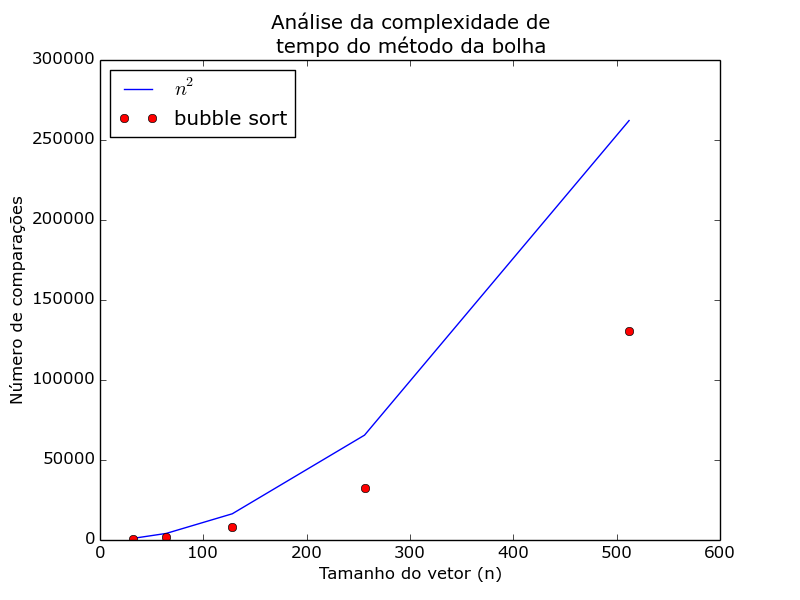 Análise da complexidade de
tempo do método da bolha
300000
250000
200000
150000
100000
50000
0
n²
bubble sort
Número de comparações
0 100 200 300 400 500 600
Tamanho do vetor (n)